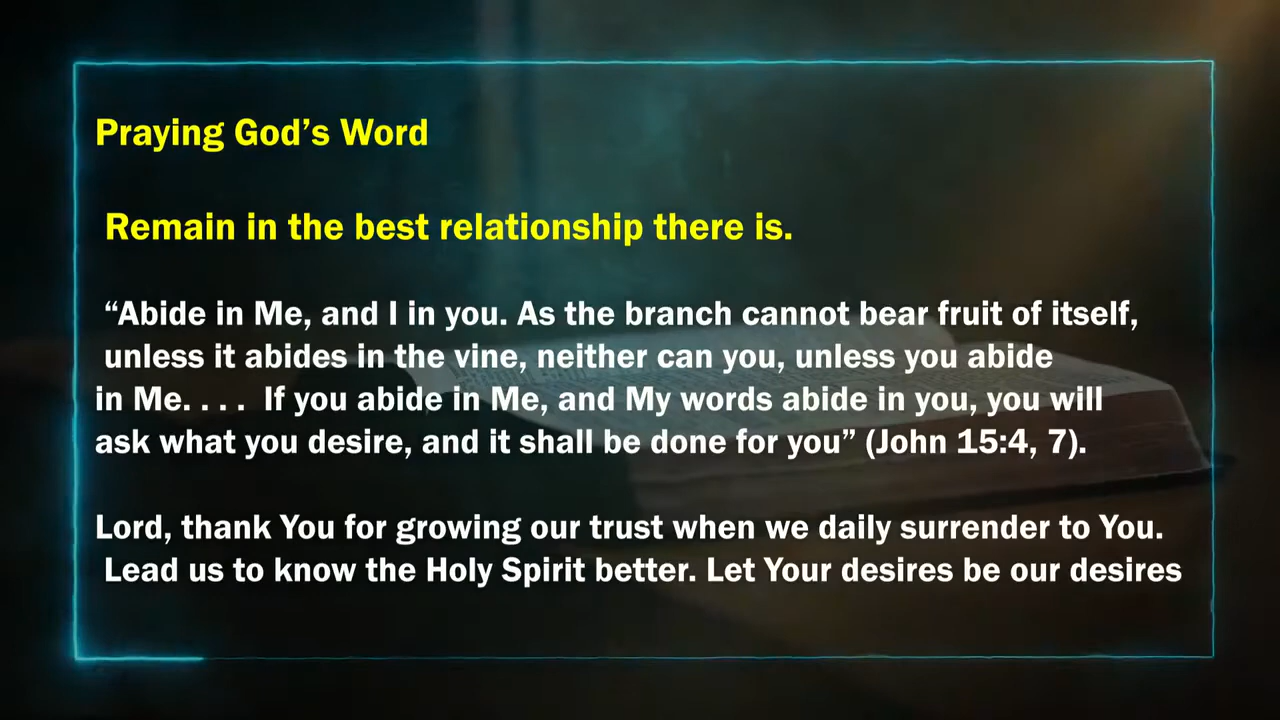 Praying God’s Word
Remain in the best relationship there is.
“Abide in Me, and I in you. As the branch cannot bear fruit of itself,
unless it abides in the vine, neither can you, unless you abide
in Me. . . .  If you abide in Me, and My words abide in you, you will
ask what you desire, and it shall be done for you” (John 15:4, 7).
Lord, thank You for growing our trust when we daily surrender to You.
Lead us to know the Holy Spirit better. Let Your desires be our desires